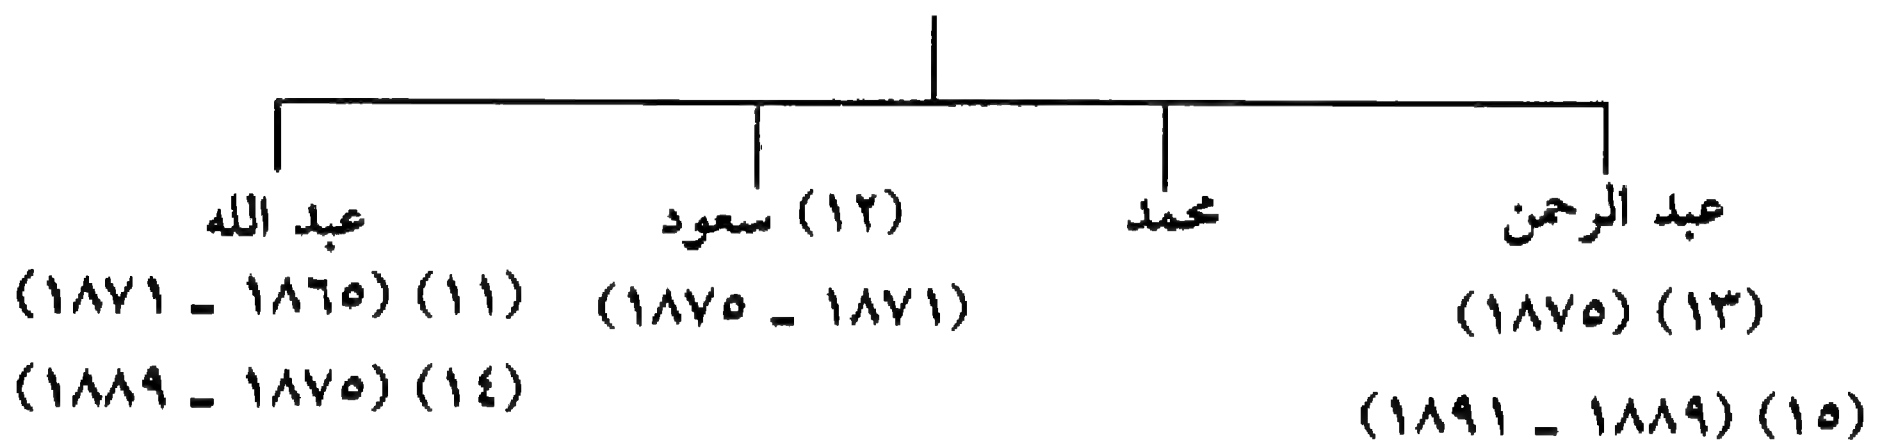 عبد الرحمن
(١٣) (١٨٧٥)
(١٥) (١٨٨٩ ـ ١٨٩١)
محمد
(١٢) سعود
(١٨٧١ ـ ١٨٧٥)
عبد الله
(١١) (١٨٦٥ ـ ١٨٧١)
(١٤) (١٨٧٥ ـ ١٨٨٩)